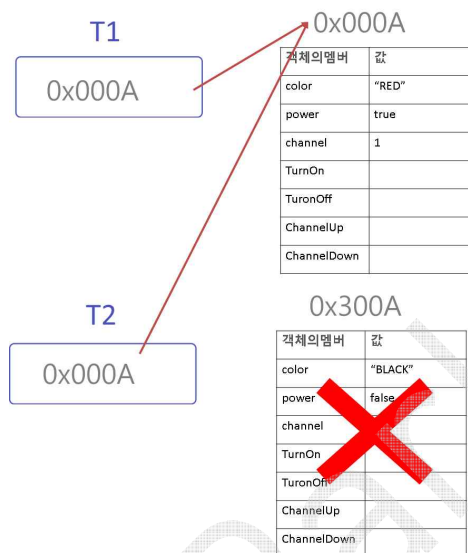 T1
0x000A
0x000A
객체의멤버 값
color "RED"
power true
channel 1
TurnOn
TuronOff
ChannelUp
ChannelDown
T2
0x000A
0x300A
객체의멤버 값
color "BLACK"
power false
channel
TurnOn
TuronOff
ChannelUp
ChannelDown